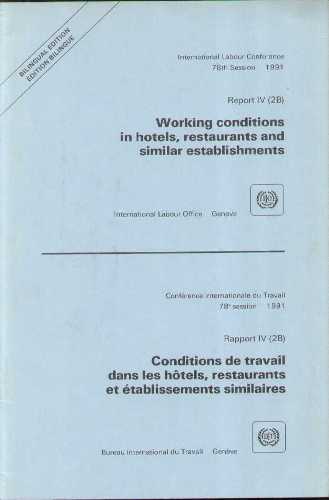 BILINGUAL EDITION
EDITION BILINGUE
International Labour Conference
78th Session 1991
Report IV (2B)
Working conditions
in hotels, restaurants and
similar establishments
International Labour Office Geneva
Conférence internationale du Travail
78e session 1991
Rapport IV (2B)
Conditions de travail
dans les hôtels, restaurants
et établissements similaires
Bureau international du Travail Genève